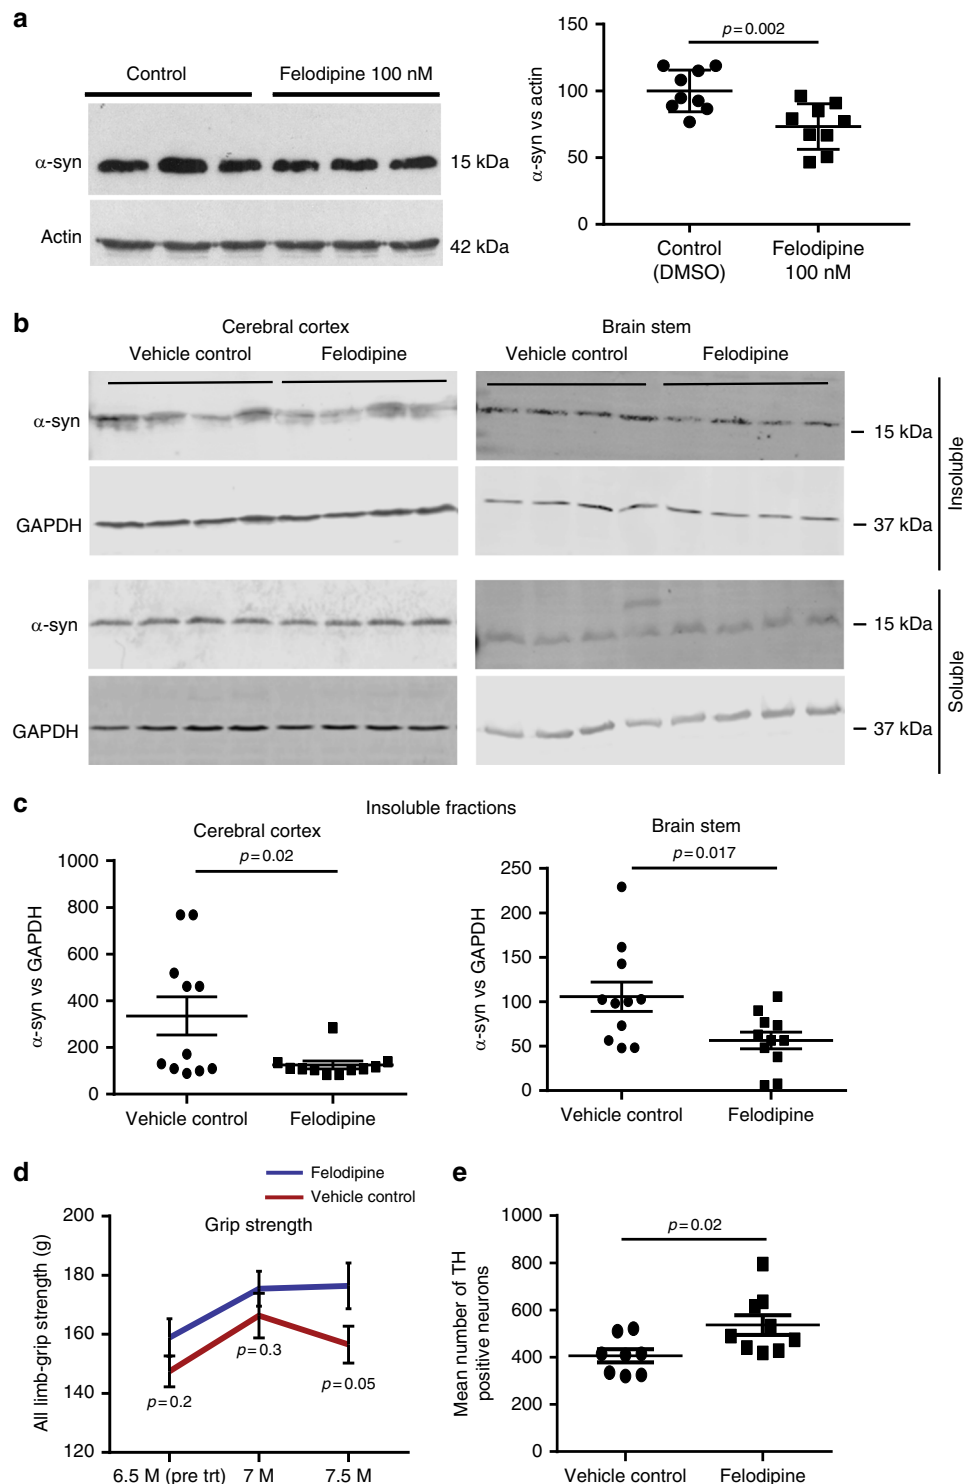 a
Control
Felodipine 100 nM
α-syn
15 kDa
Actin
42 kDa
150
100
50
0
α-syn vs actin
p=0.002
Control
(DMSO)
Felodipine
100 nM
b
Cerebral cortex
Brain stem
Vehicle control
Felodipine
Vehicle control
Felodipine
α-syn
15 kDa
GAPDH
37 kDa
Insoluble
α-syn
15 kDa
GAPDH
37 kDa
Soluble
c
Insoluble fractions
Cerebral cortex
p=0.02
1000
800
600
400
200
0
α-syn vs GAPDH
Vehicle control
Felodipine
Brain stem
p=0.017
250
200
150
100
50
0
α-syn vs GAPDH
Vehicle control
Felodipine
d
Felodipine
Vehicle control
Grip strength
200
180
160
140
120
All limb-grip strength (g)
p=0.2
p=0.3
p=0.05
6.5 M (pre trt)
7 M
7.5 M
e
p=0.02
1000
800
600
400
200
0
Mean number of TH
positive neurons
Vehicle control
Felodipine